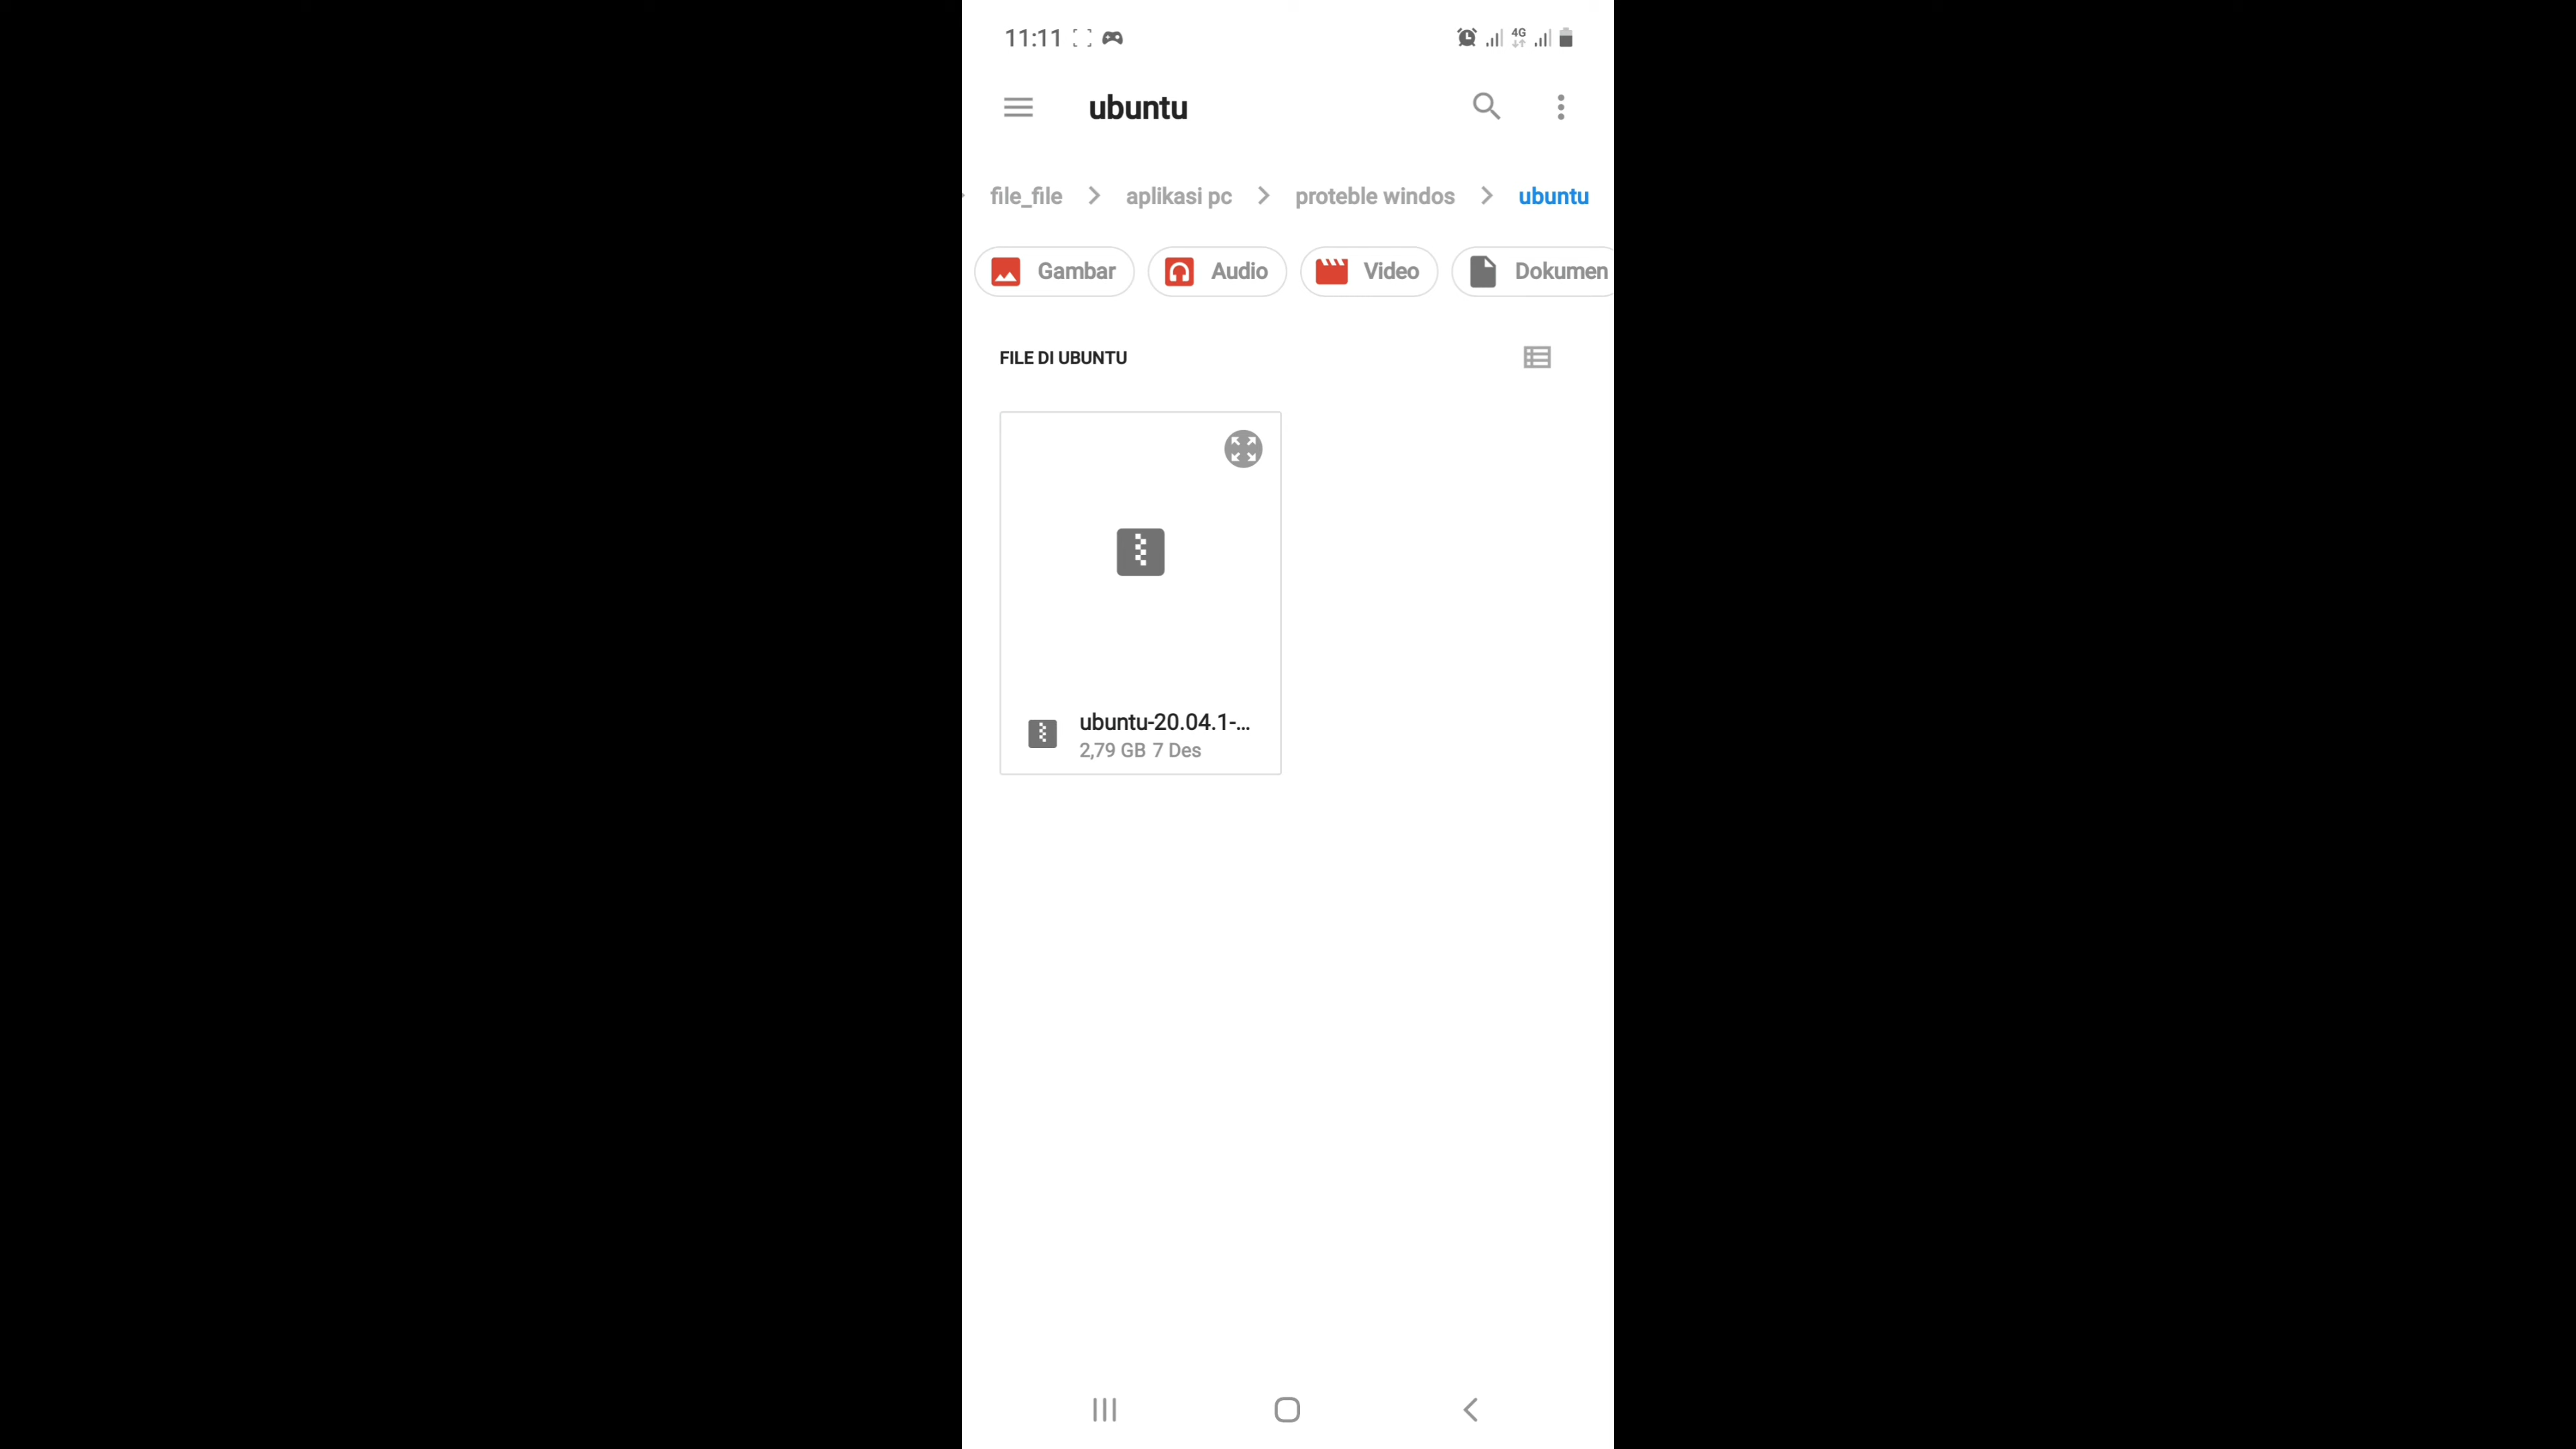 11:11
4G
ubuntu
file_file > aplikasi pc > proteble windos > ubuntu
Gambar Audio Video Dokumen
FILE DI UBUNTU
ubuntu-20.04.1-...
2,79 GB 7 Des